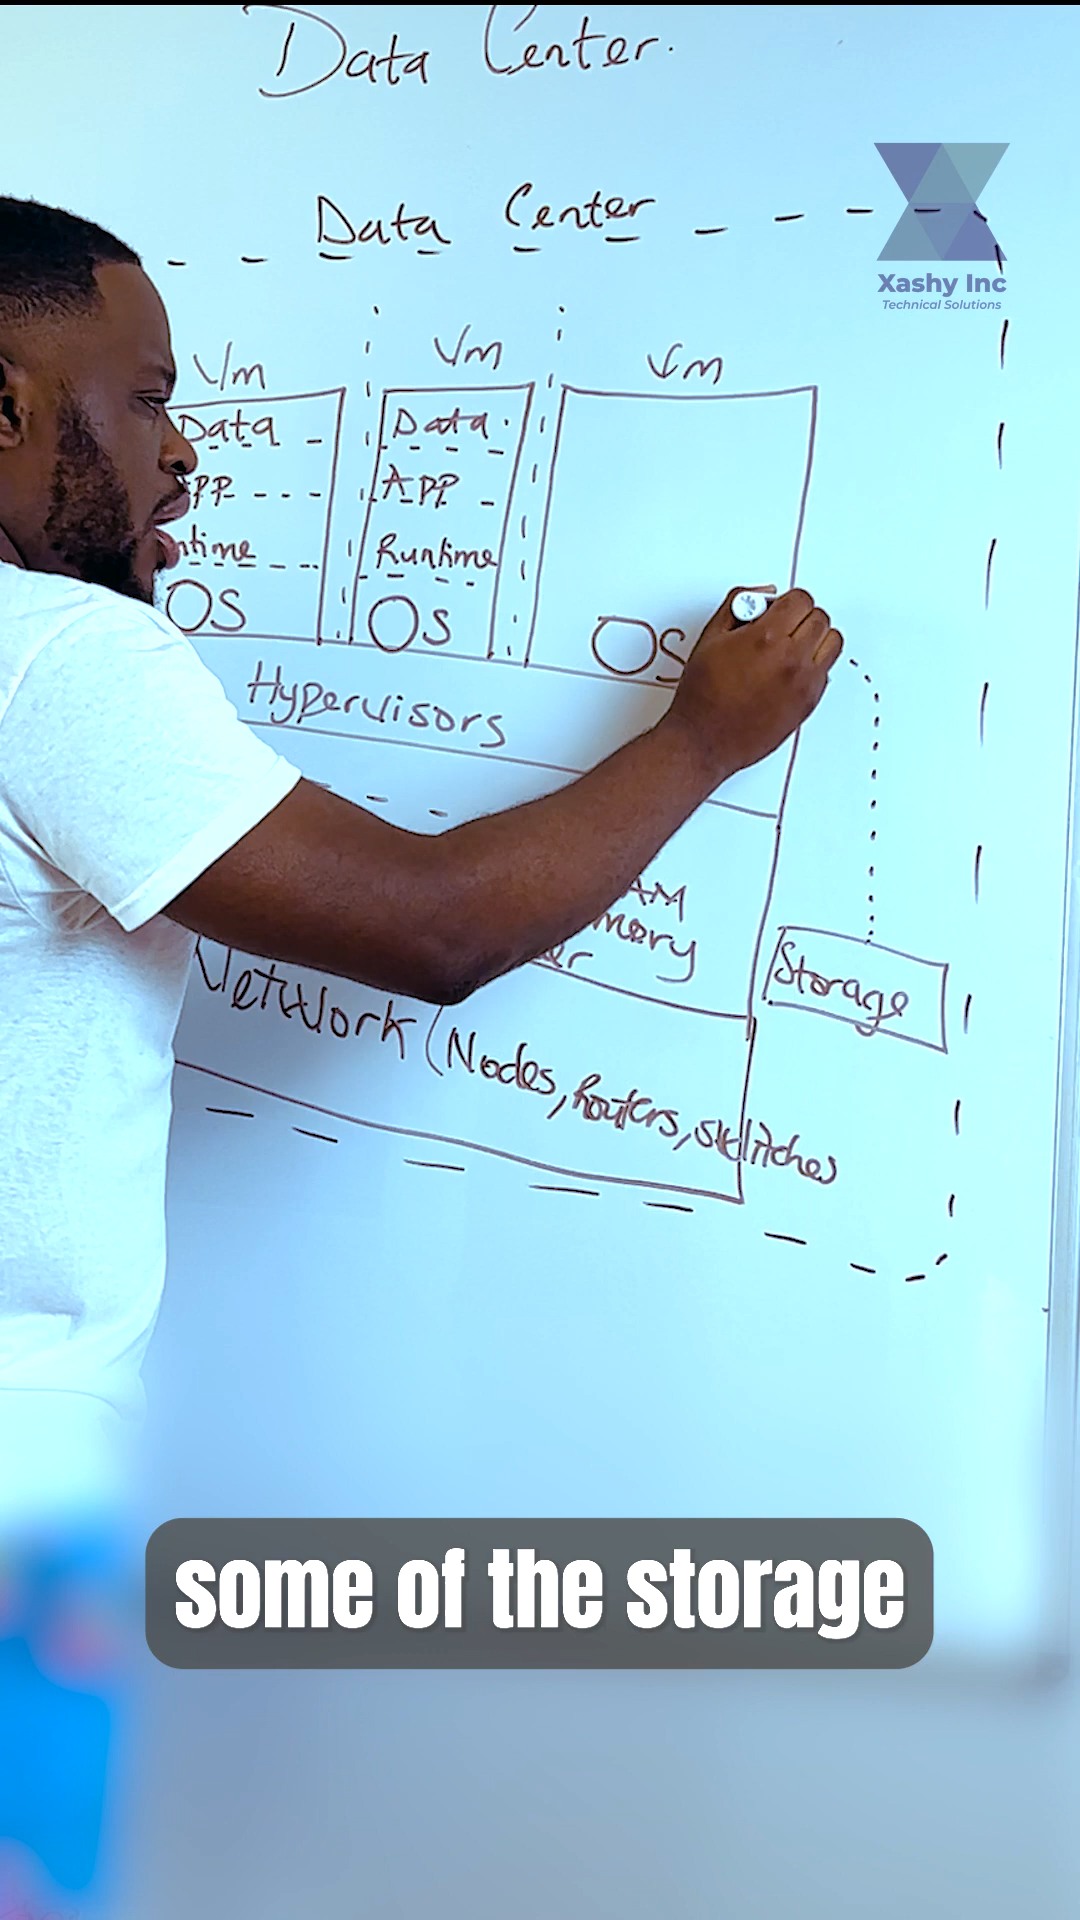 Data Center.
Data Center
Xashy Inc
Technical Solutions
Vm Vm Vm
Data Data
APP
Runtime
OS OS OS
Hypervisors
Storage
Network (Nodes, Routers, switches
some of the storage